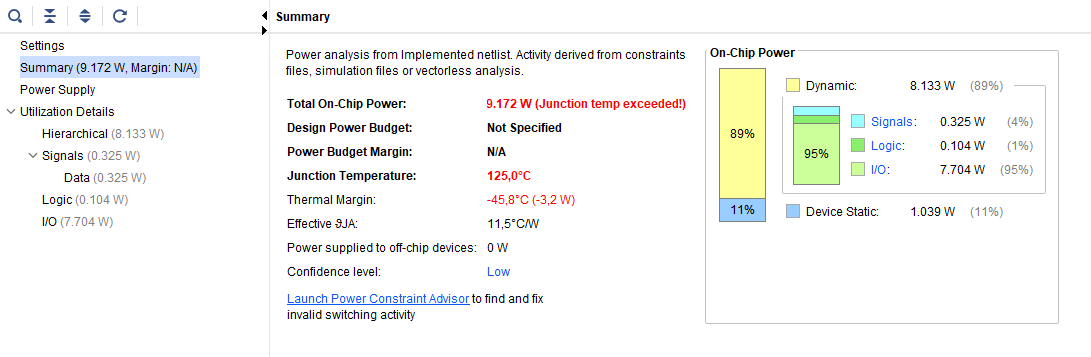 Settings
Summary (9.172 W, Margin: N/A)
Power Supply
Utilization Details
Hierarchical (8.133 W)
Signals (0.325 W)
Data (0.325 W)
Logic (0.104 W)
I/O (7.704 W)
Summary
Power analysis from Implemented netlist. Activity derived from constraints
files, simulation files or vectorless analysis.
Total On-Chip Power: 9.172 W (Junction temp exceeded!)
Design Power Budget: Not Specified
Power Budget Margin: N/A
Junction Temperature: 125,0°C
Thermal Margin: -45,8°C (-3,2 W)
Effective ϑJA: 11,5°C/W
Power supplied to off-chip devices: 0 W
Confidence level: Low
Launch Power Constraint Advisor to find and fix
invalid switching activity
On-Chip Power
89%
11%
Dynamic: 8.133 W (89%)
95%
Signals: 0.325 W (4%)
Logic: 0.104 W (1%)
I/O: 7.704 W (95%)
Device Static: 1.039 W (11%)